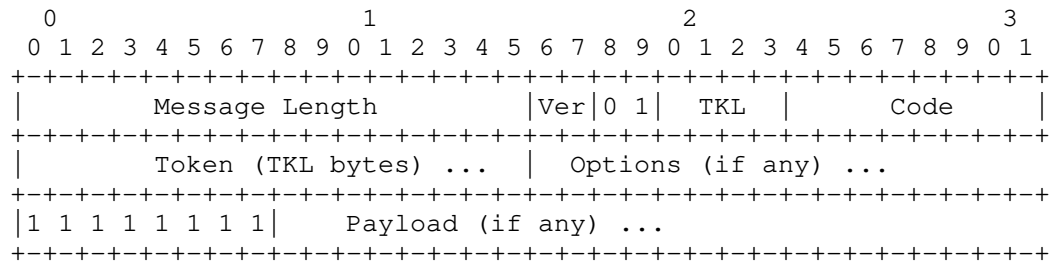 0                   1                   2                   3
 0 1 2 3 4 5 6 7 8 9 0 1 2 3 4 5 6 7 8 9 0 1 2 3 4 5 6 7 8 9 0 1
+-+-+-+-+-+-+-+-+-+-+-+-+-+-+-+-+-+-+-+-+-+-+-+-+-+-+-+-+-+-+-+-+
|        Message Length         |Ver|0 1|  TKL  |      Code     |
+-+-+-+-+-+-+-+-+-+-+-+-+-+-+-+-+-+-+-+-+-+-+-+-+-+-+-+-+-+-+-+-+
|        Token (TKL bytes) ...  |  Options (if any) ...
+-+-+-+-+-+-+-+-+-+-+-+-+-+-+-+-+-+-+-+-+-+-+-+-+-+-+-+-+-+-+-+-+
|1 1 1 1 1 1 1 1|    Payload (if any) ...
+-+-+-+-+-+-+-+-+-+-+-+-+-+-+-+-+-+-+-+-+-+-+-+-+-+-+-+-+-+-+-+-+